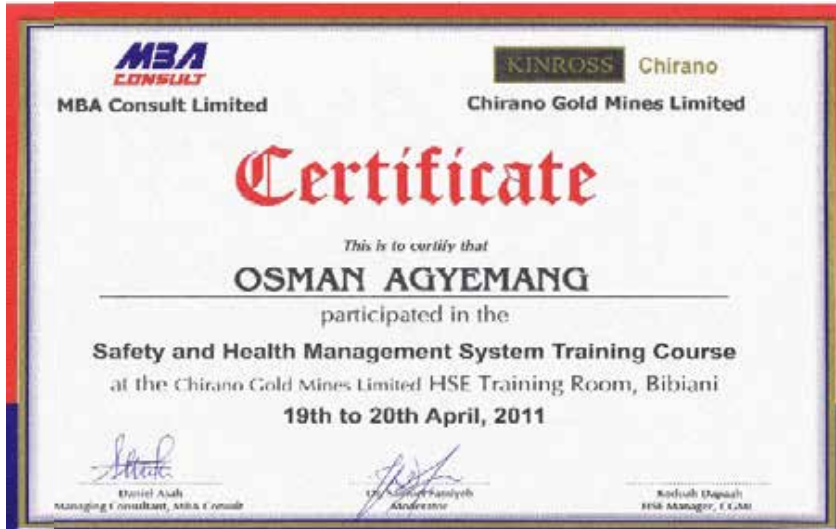 MBA
CONSULT
MBA Consult Limited
KINROSS Chirano
Chirano Gold Mines Limited
Certificate
This is to certify that
OSMAN AGYEMANG
participated in the
Safety and Health Management System Training Course
at the Chirano Gold Mines Limited HSE Training Room, Bibiani
19th to 20th April, 2011
Daniel Asah
Managing Consultant, MBA Consult
Moderator
HSE Manager, CGML